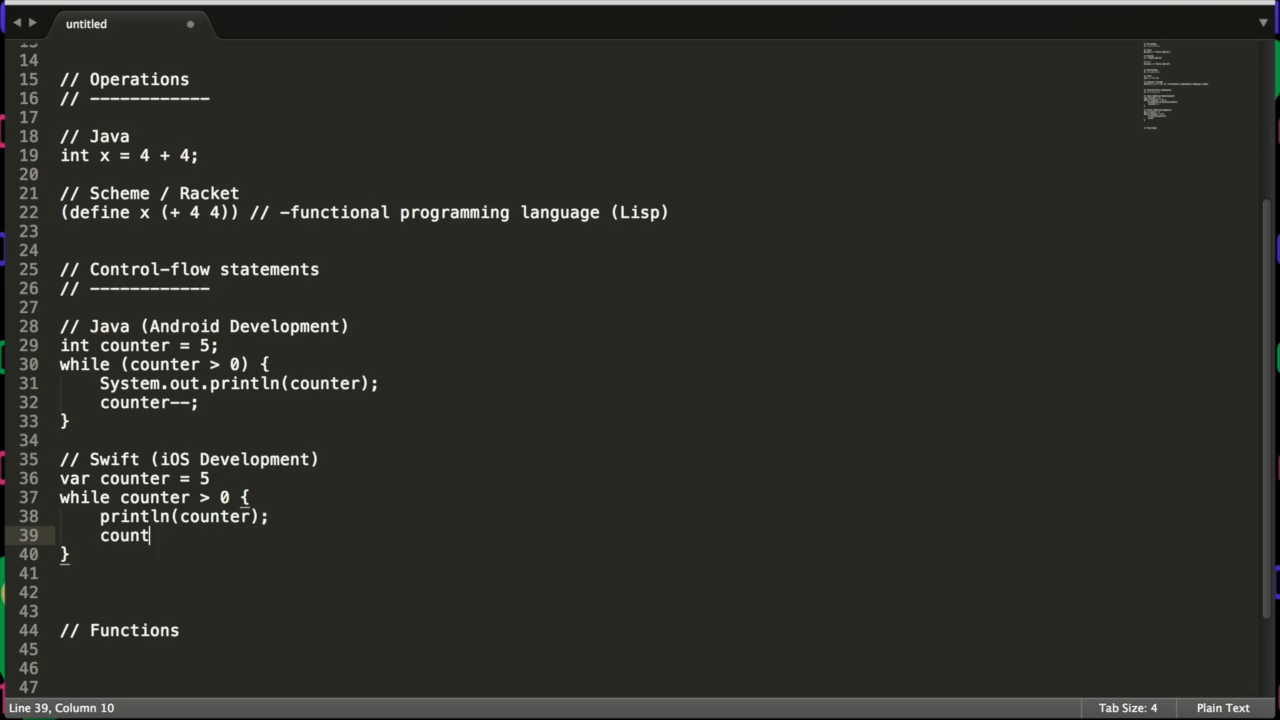 untitled
13
14
15 // Operations
16 // ------------
17
18 // Java
19 int x = 4 + 4;
20
21 // Scheme / Racket
22 (define x (+ 4 4)) // -functional programming language (Lisp)
23
24
25 // Control-flow statements
26 // ------------
27
28 // Java (Android Development)
29 int counter = 5;
30 while (counter > 0) {
31     System.out.println(counter);
32     counter--;
33 }
34
35 // Swift (iOS Development)
36 var counter = 5
37 while counter > 0 {
38     println(counter);
39     count
40 }
41
42
43
44 // Functions
45
46
47
Line 39, Column 10 Tab Size: 4 Plain Text